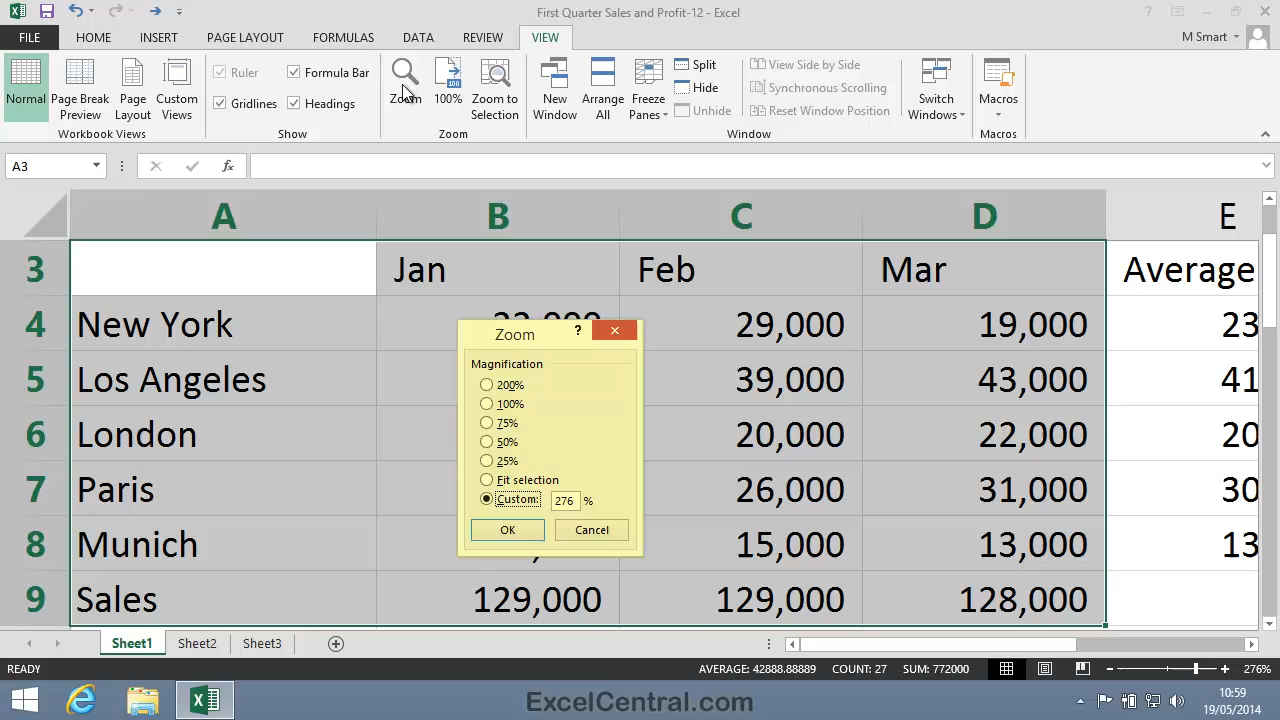 First Quarter Sales and Profit-12 - Excel
FILE HOME INSERT PAGE LAYOUT FORMULAS DATA REVIEW VIEW M Smart
Normal Page Break Preview Page Layout Custom Views
Workbook Views
Ruler Formula Bar
Gridlines Headings
Show
Zoom 100% Zoom to Selection
Zoom
New Window Arrange All Freeze Panes
Split View Side by Side
Hide Synchronous Scrolling
Unhide Reset Window Position
Switch Windows
Window
Macros
Macros
A3 fx
A B C D E
3 Jan Feb Mar Average
4 New York 29,000 19,000 23
5 Los Angeles 39,000 43,000 41
6 London 20,000 22,000 20
7 Paris 26,000 31,000 30
8 Munich 15,000 13,000 13
9 Sales 129,000 129,000 128,000
Zoom ?
Magnification
200%
100%
75%
50%
25%
Fit selection
Custom: 276 %
OK Cancel
Sheet1 Sheet2 Sheet3
READY AVERAGE: 42888.88889 COUNT: 27 SUM: 772000 276%
ExcelCentral.com
10:59
19/05/2014